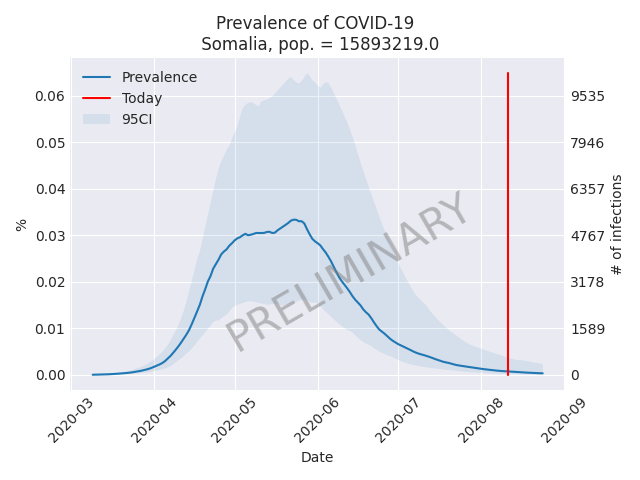 Prevalence of COVID-19
Somalia, pop. = 15893219.0
Prevalence
Today
95CI
0.06
0.05
0.04
0.03
0.02
0.01
0.00
%
9535
7946
6357
4767
3178
1589
0
# of infections
PRELIMINARY
2020-03
2020-04
2020-05
2020-06
2020-07
2020-08
2020-09
Date